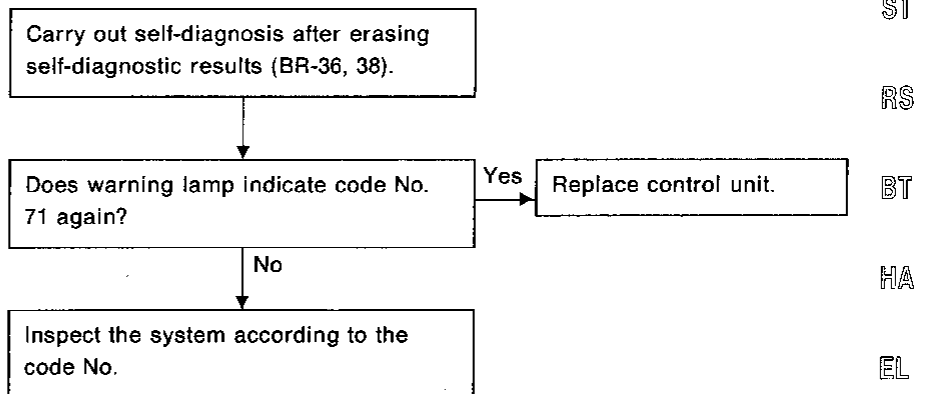 ST
Carry out self-diagnosis after erasing
self-diagnostic results (BR-36, 38).
RS
Does warning lamp indicate code No.
71 again?
Yes
Replace control unit.
BT
No
HA
Inspect the system according to the
code No.
EL